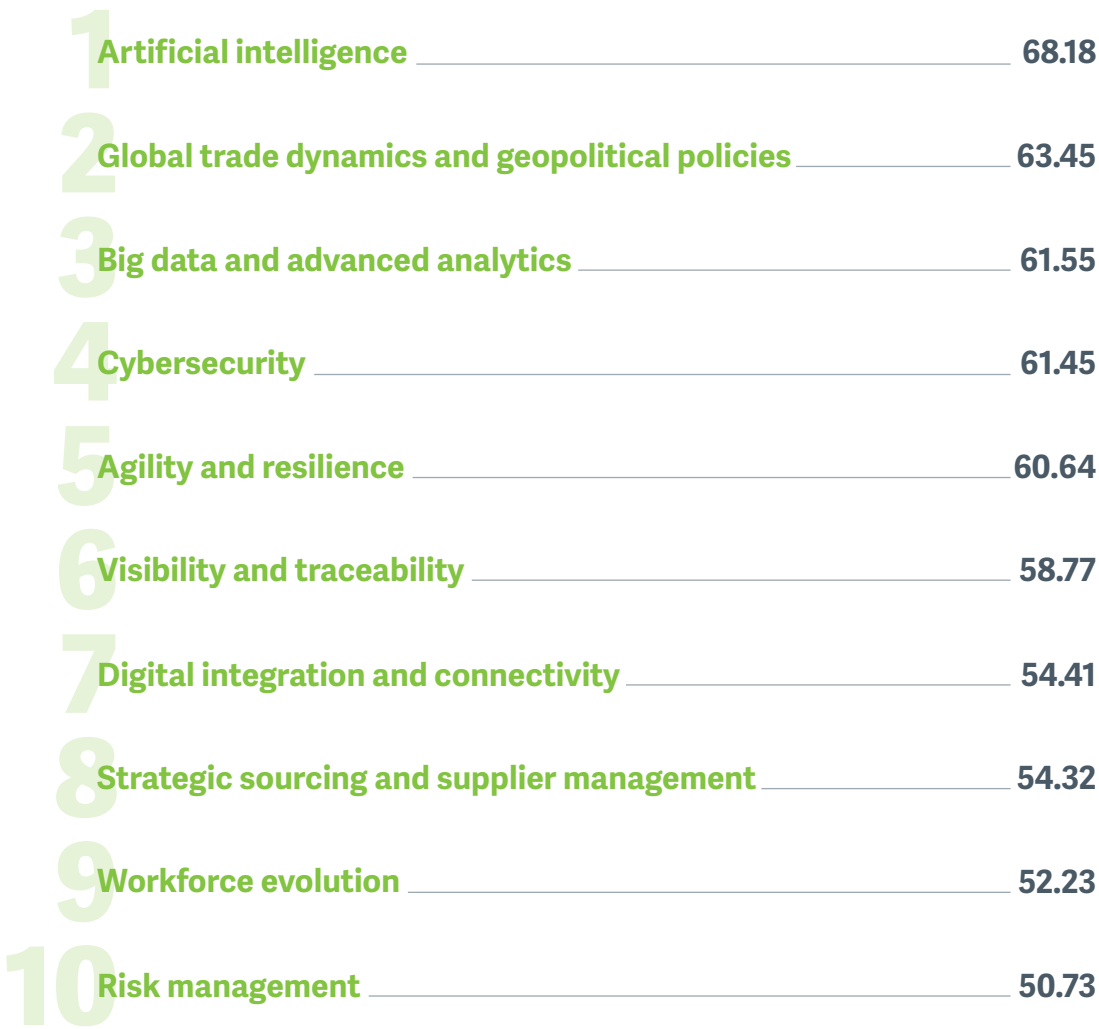 1 Artificial intelligence 68.18
2 Global trade dynamics and geopolitical policies 63.45
3 Big data and advanced analytics 61.55
4 Cybersecurity 61.45
5 Agility and resilience 60.64
6 Visibility and traceability 58.77
7 Digital integration and connectivity 54.41
8 Strategic sourcing and supplier management 54.32
9 Workforce evolution 52.23
10 Risk management 50.73